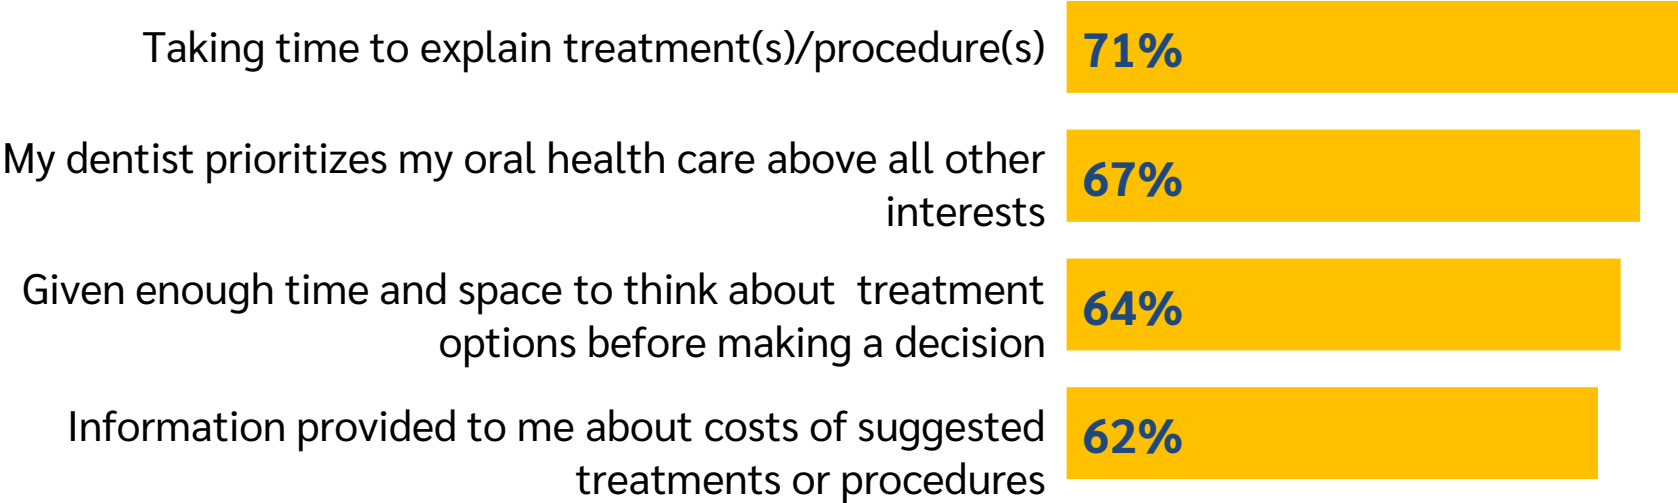 Taking time to explain treatment(s)/procedure(s) 71%
My dentist prioritizes my oral health care above all other
interests
67%
Given enough time and space to think about  treatment
options before making a decision
64%
Information provided to me about costs of suggested
treatments or procedures
62%